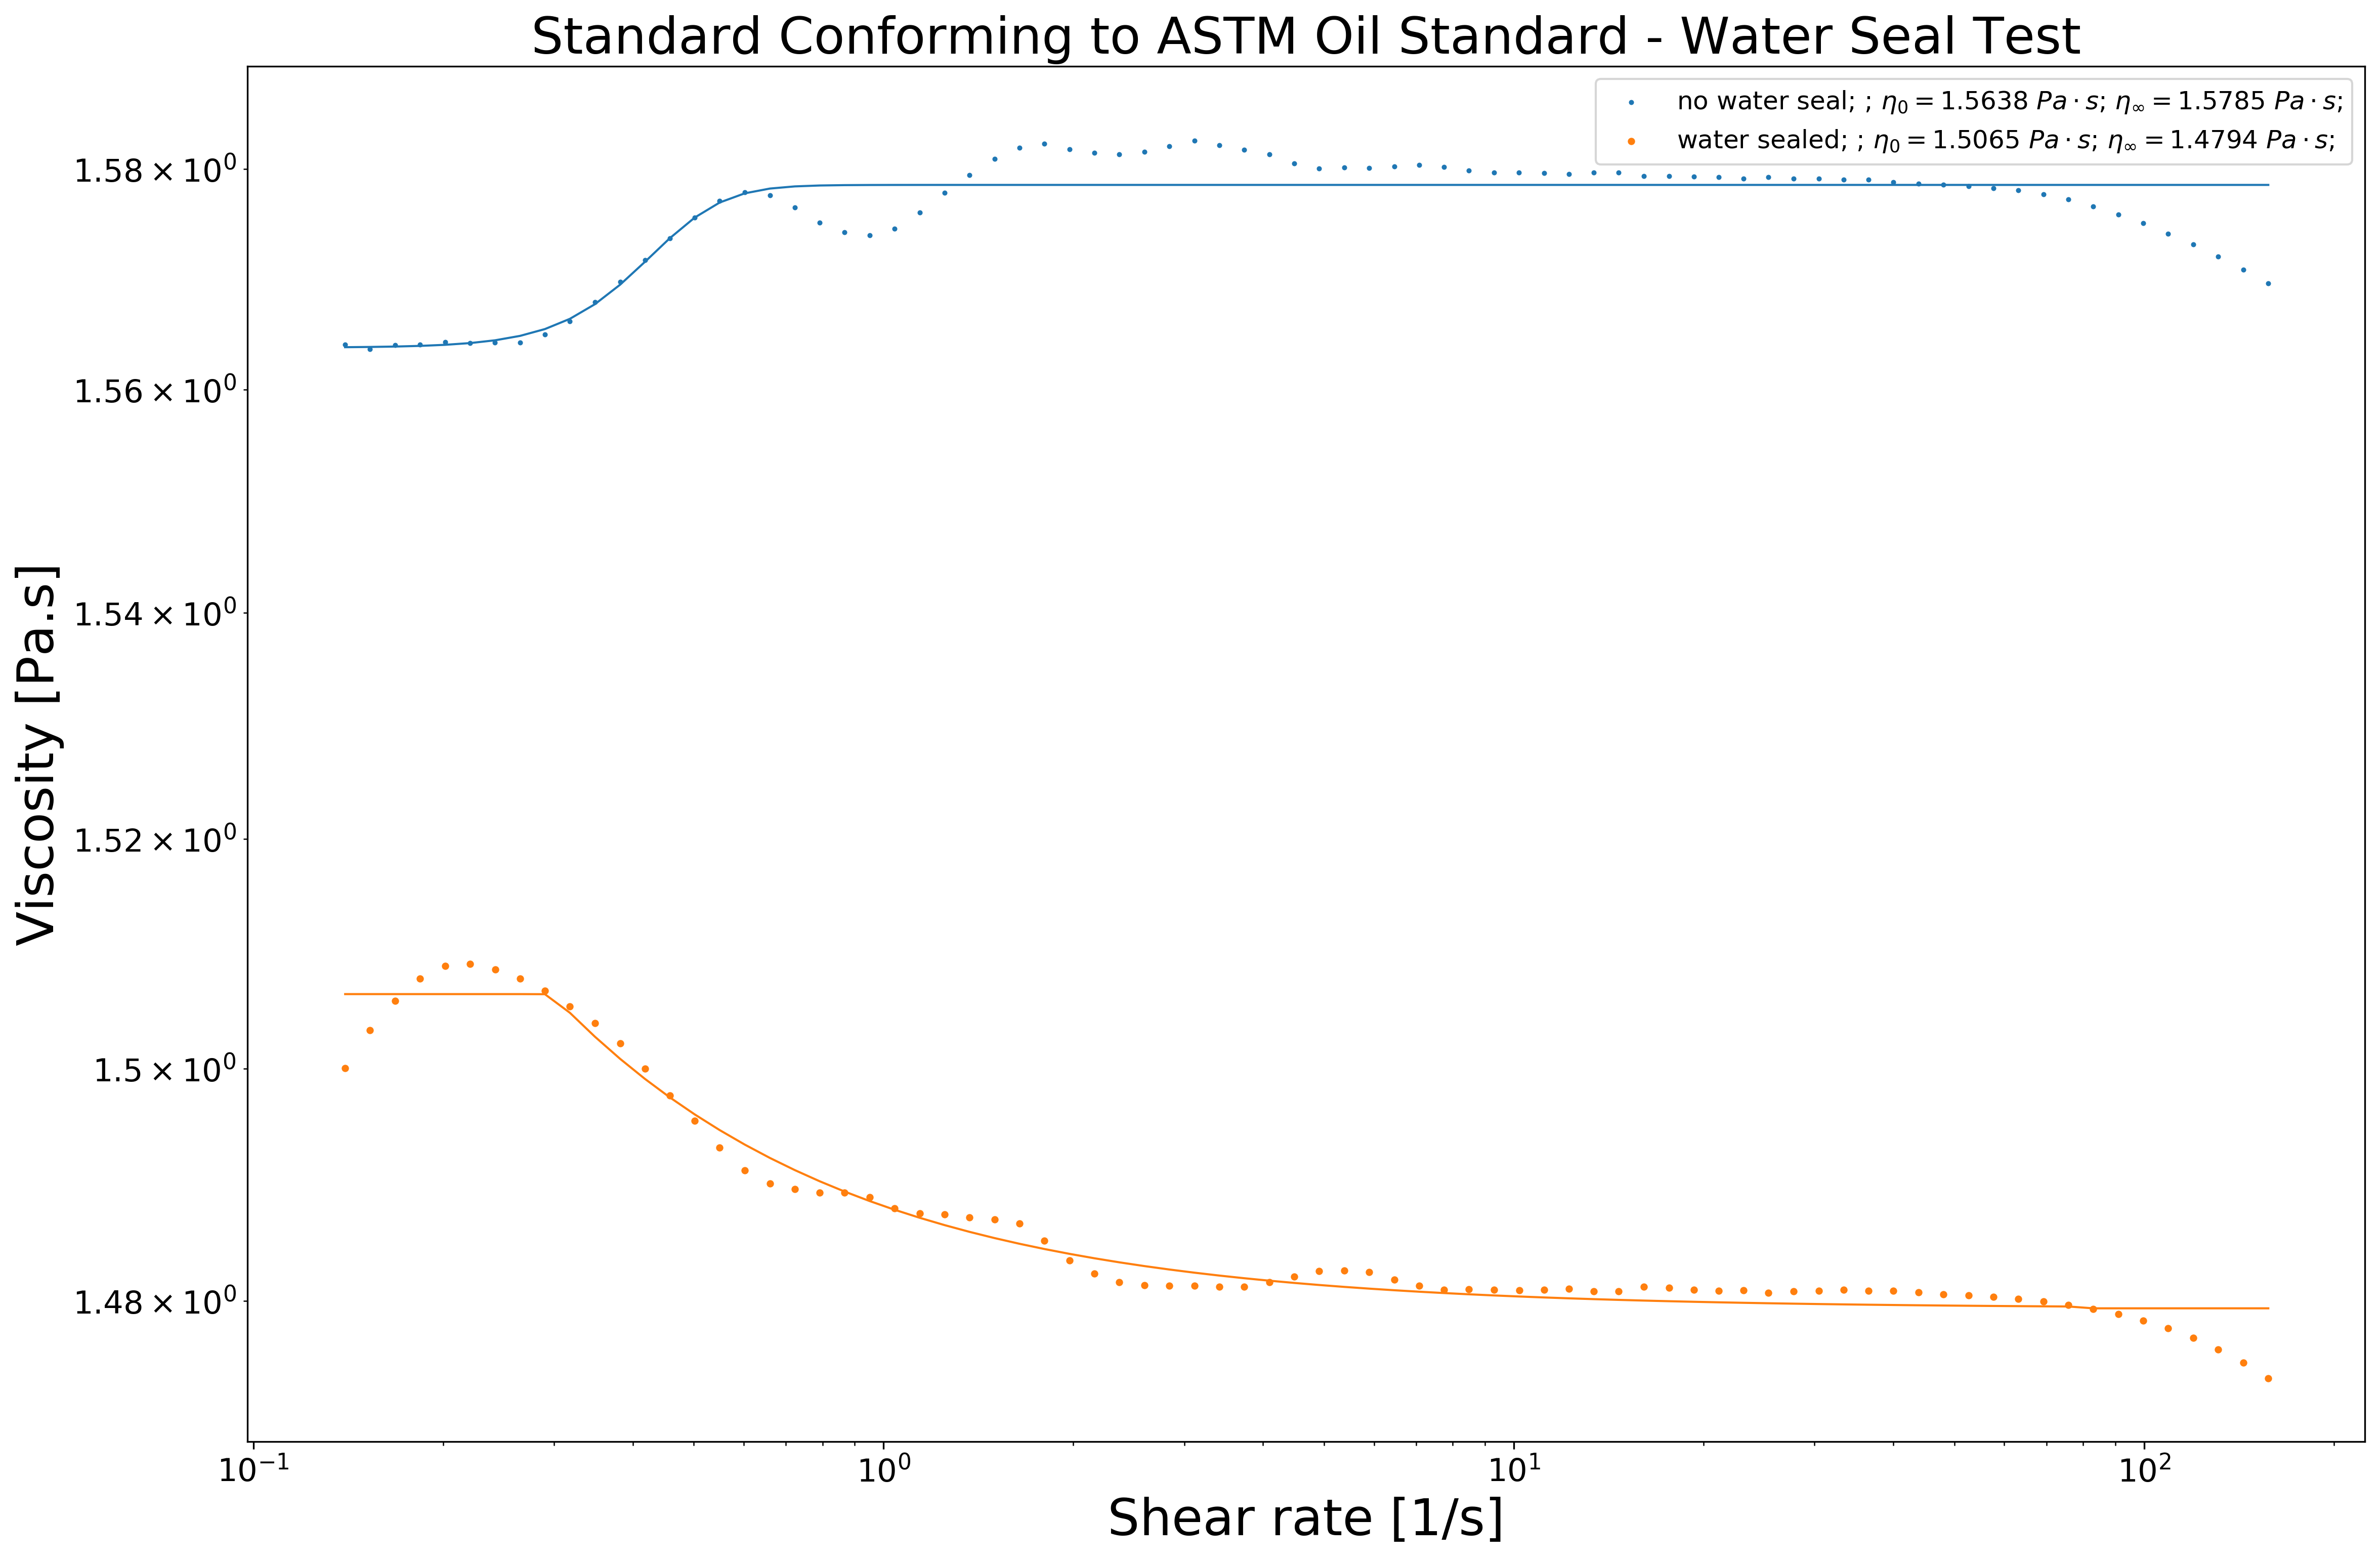 Standard Conforming to ASTM Oil Standard - Water Seal Test
no water seal; ; η₀ = 1.5638 Pa · s; η∞ = 1.5785 Pa · s;
water sealed; ; η₀ = 1.5065 Pa · s; η∞ = 1.4794 Pa · s;
Viscosity [Pa.s]
1.58 × 10⁰
1.56 × 10⁰
1.54 × 10⁰
1.52 × 10⁰
1.5 × 10⁰
1.48 × 10⁰
10⁻¹
10⁰
10¹
10²
Shear rate [1/s]